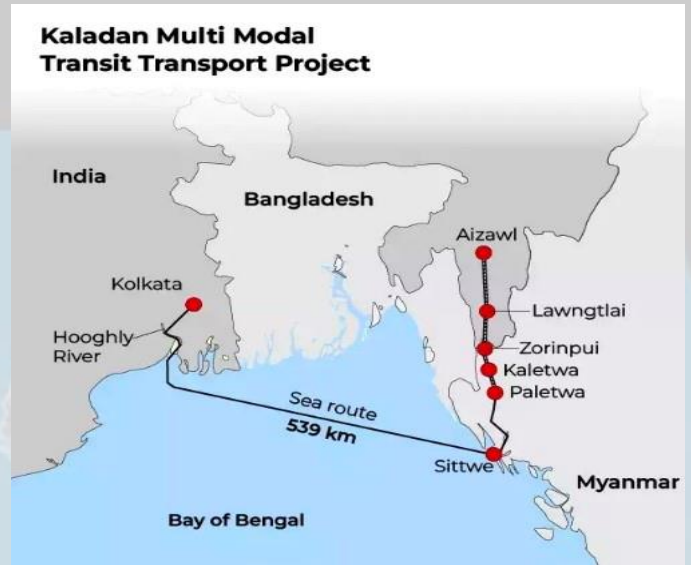 Kaladan Multi Modal
Transit Transport Project
India
Bangladesh
Aizawl
Kolkata
Lawngtlai
Hooghly
River
Zorinpui
Kaletwa
Paletwa
Sea route
539 km
Sittwe
Myanmar
Bay of Bengal